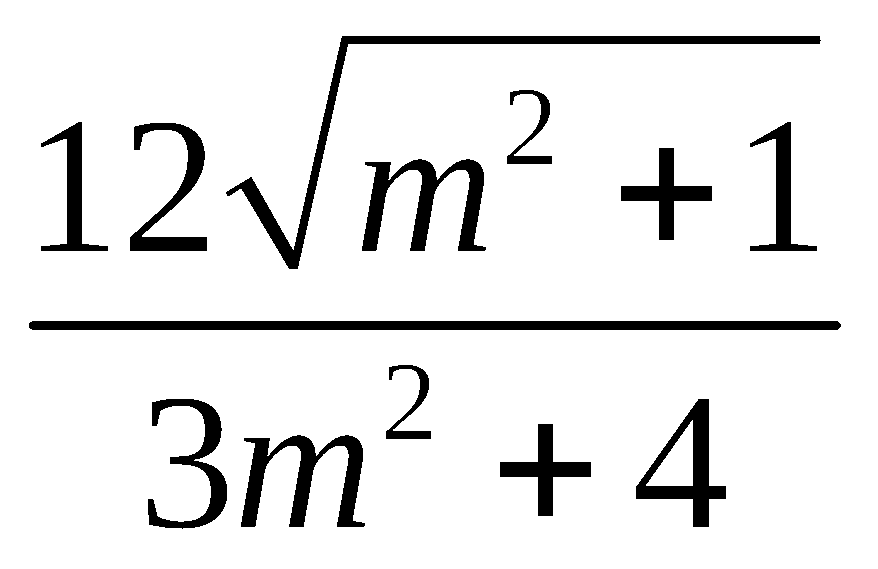 12√(m² + 1)
3m² + 4